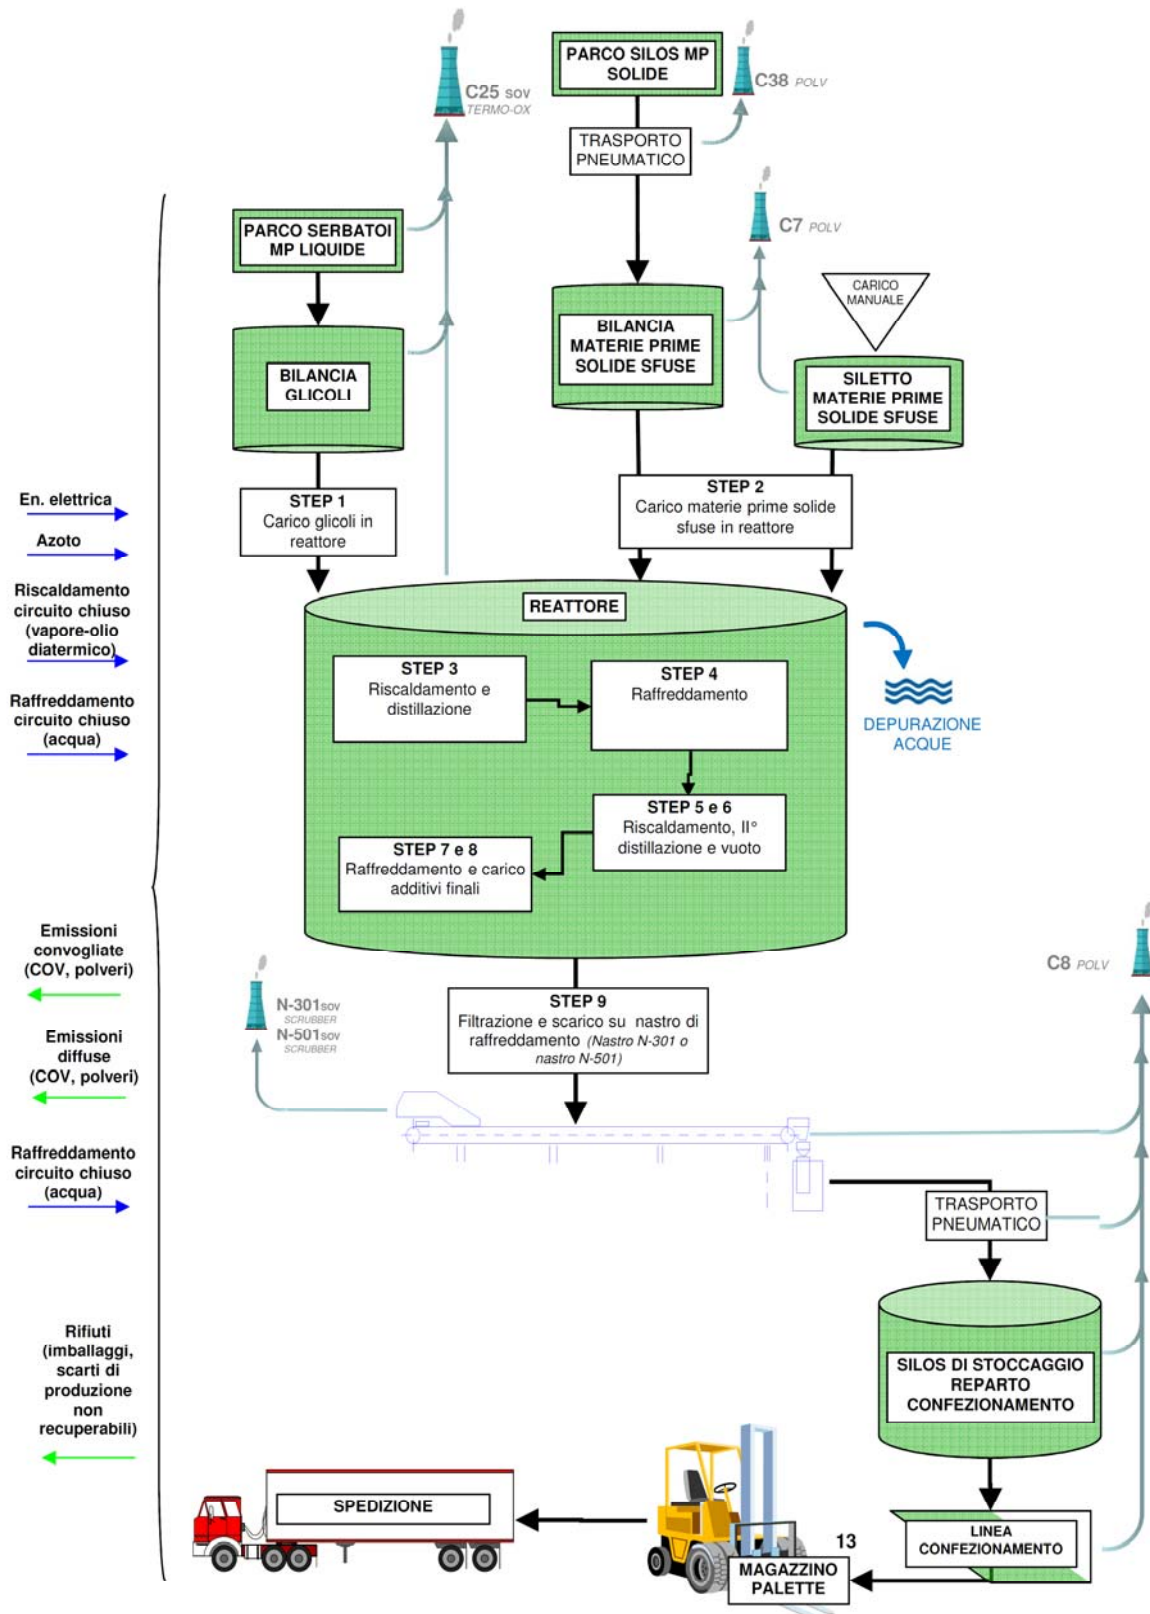 PARCO SILOS MP
SOLIDE
C38 POLV
C25 sov
TERMO-OX
TRASPORTO
PNEUMATICO
C7 POLV
PARCO SERBATOI
MP LIQUIDE
CARICO
MANUALE
BILANCIA
MATERIE PRIME
SOLIDE SFUSE
BILANCIA
GLICOLI
SILETTO
MATERIE PRIME
SOLIDE SFUSE
STEP 1
Carico glicoli in
reattore
STEP 2
Carico materie prime solide
sfuse in reattore
En. elettrica
Azoto
Riscaldamento
circuito chiuso
(vapore-olio
diatermico)
Raffreddamento
circuito chiuso
(acqua)
REATTORE
STEP 3
Riscaldamento e
distillazione
STEP 4
Raffreddamento
DEPURAZIONE
ACQUE
STEP 5 e 6
Riscaldamento, II°
distillazione e vuoto
STEP 7 e 8
Raffreddamento e carico
additivi finali
Emissioni
convogliate
(COV, polveri)
Emissioni
diffuse
(COV, polveri)
Raffreddamento
circuito chiuso
(acqua)
Rifiuti
(imballaggi,
scarti di
produzione
non
recuperabili)
C8 POLV
N-301sov
SCRUBBER
N-501sov
SCRUBBER
STEP 9
Filtrazione e scarico su nastro di
raffreddamento (Nastro N-301 o
nastro N-501)
TRASPORTO
PNEUMATICO
SILOS DI STOCCAGGIO
REPARTO
CONFEZIONAMENTO
LINEA
CONFEZIONAMENTO
13
MAGAZZINO
PALETTE
SPEDIZIONE